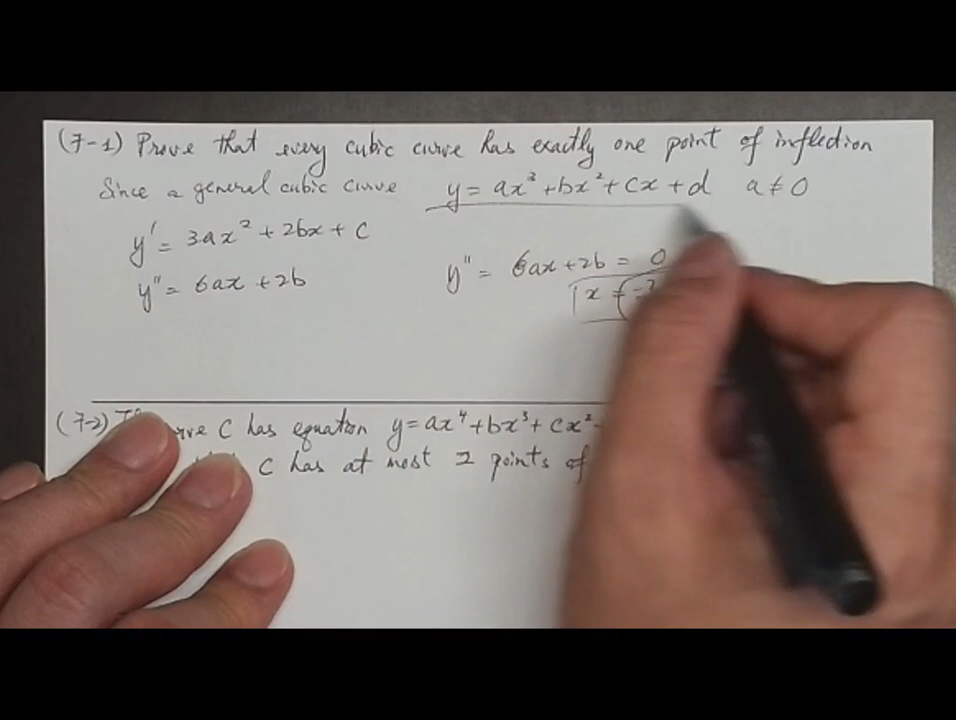 (7-1) Prove that every cubic curve has exactly one point of inflection
Since a general cubic curve y = ax³ + bx² + cx + d a ≠ 0
y' = 3ax² + 2bx + c
y'' = 6ax + 2b
y'' = 6ax + 2b = 0
x =
(7-2) C has equation y = ax⁴ + bx³ + cx²
C has at most 2 points of